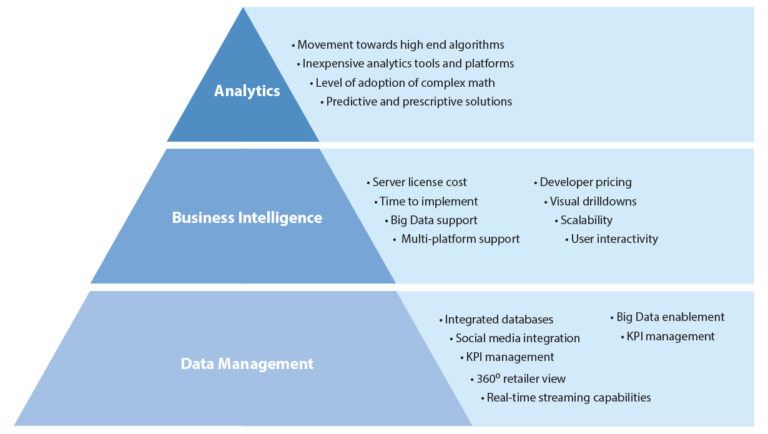 Analytics
• Movement towards high end algorithms
• Inexpensive analytics tools and platforms
• Level of adoption of complex math
• Predictive and prescriptive solutions
Business Intelligence
• Server license cost
• Time to implement
• Big Data support
• Multi-platform support
• Developer pricing
• Visual drilldowns
• Scalability
• User interactivity
Data Management
• Integrated databases
• Social media integration
• KPI management
• 360º retailer view
• Real-time streaming capabilities
• Big Data enablement
• KPI management